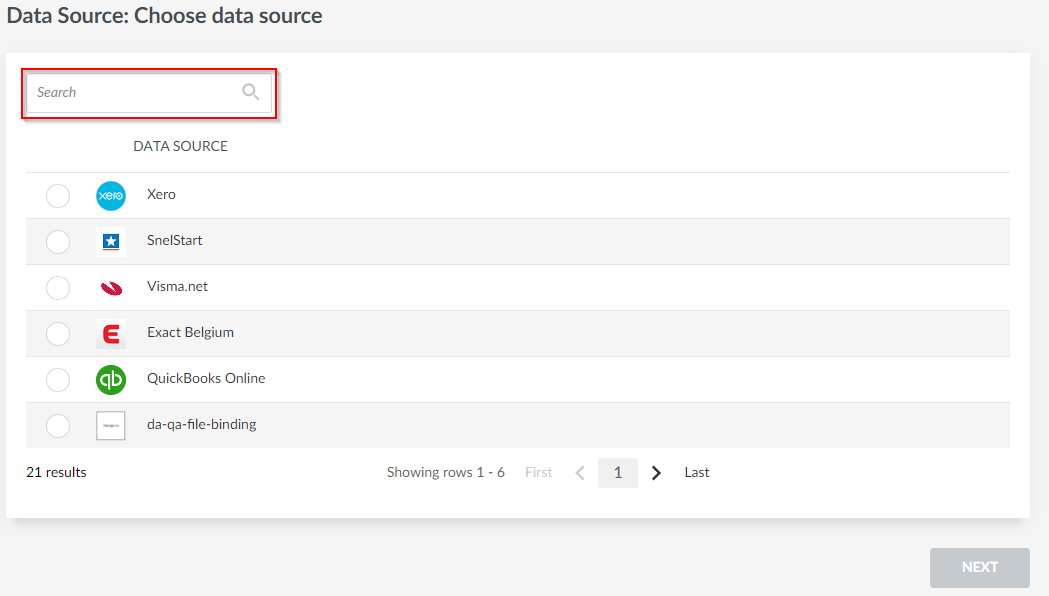 Data Source: Choose data source
Search
DATA SOURCE
xero Xero
SnelStart
Visma.net
E Exact Belgium
qb QuickBooks Online
da-qa-file-binding
21 results Showing rows 1 - 6 First 1 Last
NEXT